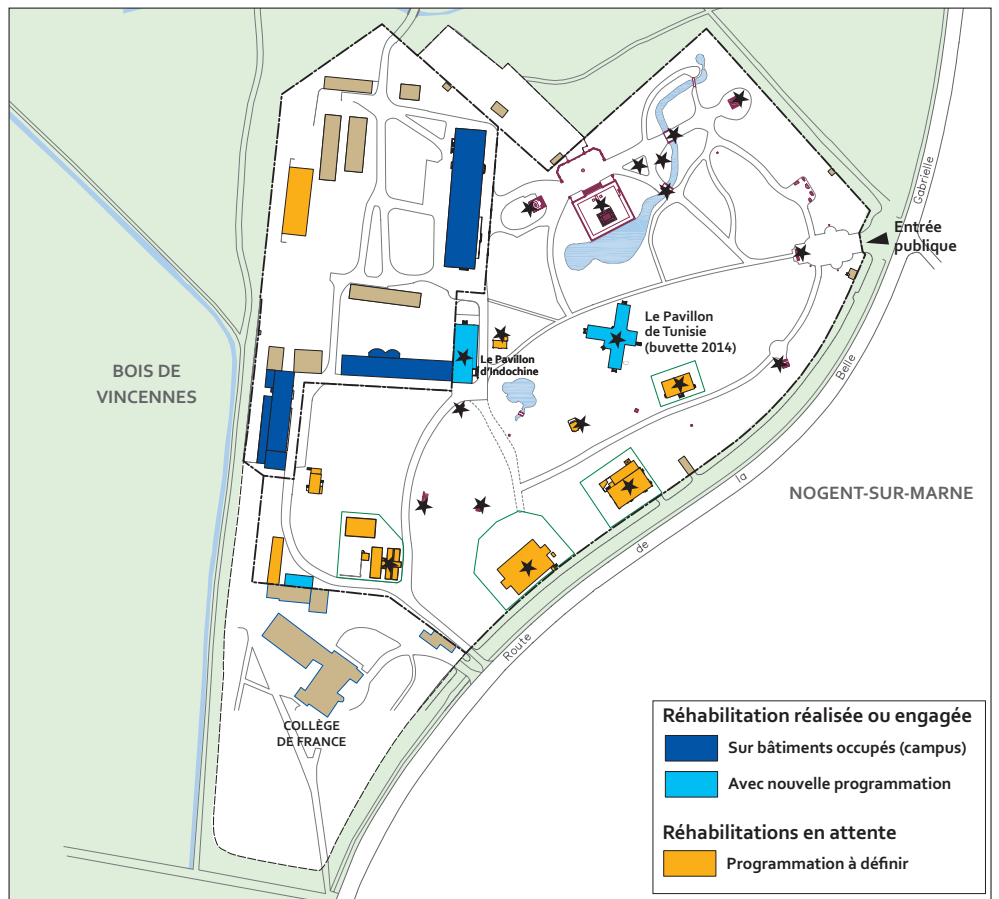 Gabrielle
Entrée
publique
Le Pavillon
de Tunisie
(buvette 2014)
Le Pavillon
d'Indochine
BOIS DE
VINCENNES
Belle
la
de
Route
NOGENT-SUR-MARNE
COLLÈGE
DE FRANCE
Réhabilitation réalisée ou engagée
Sur bâtiments occupés (campus)
Avec nouvelle programmation
Réhabilitations en attente
Programmation à définir